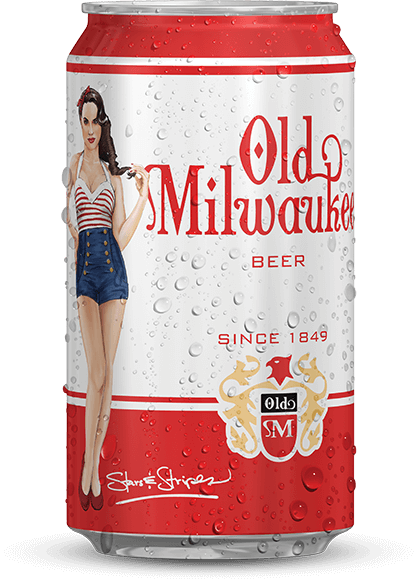 Old
Milwaukee
BEER
SINCE 1849
Old
M
Stars & Stripes